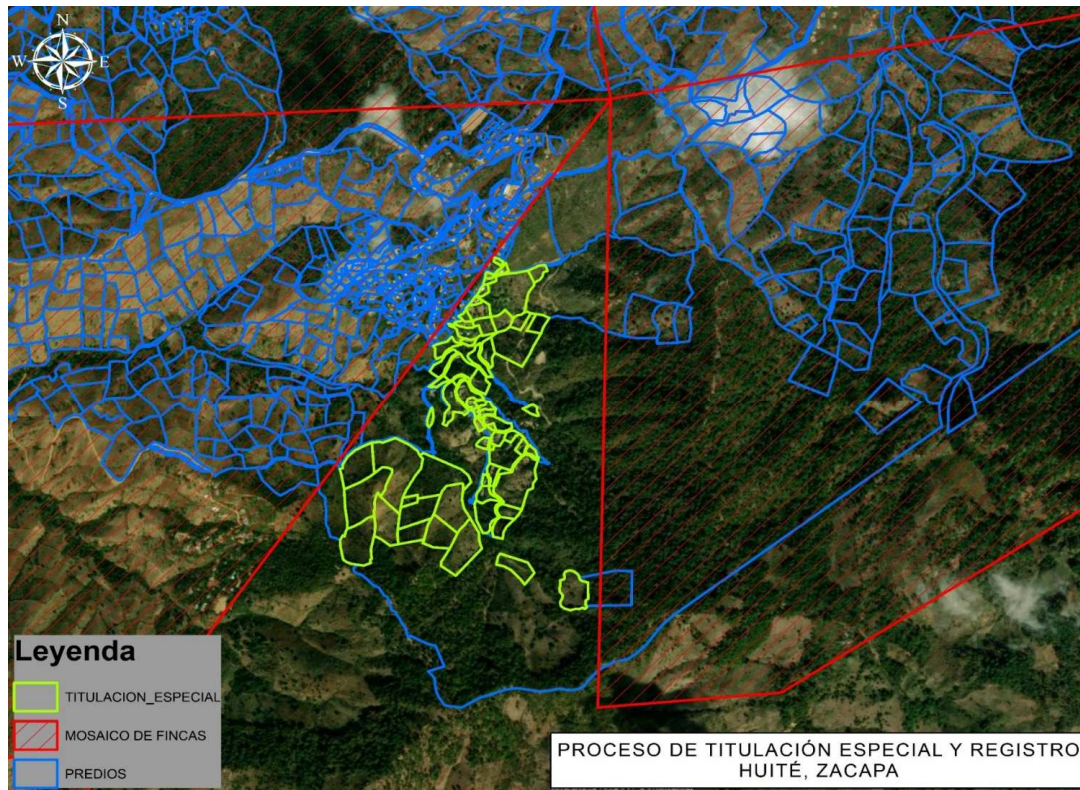 N
W E
S
Leyenda
TITULACION_ESPECIAL
MOSAICO DE FINCAS
PREDIOS
PROCESO DE TITULACIÓN ESPECIAL Y REGISTRO
HUITÉ, ZACAPA